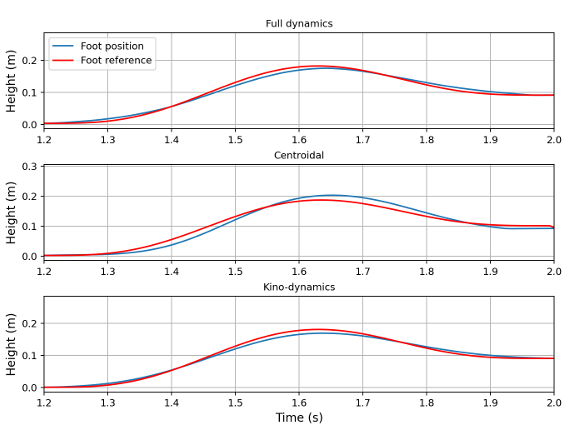 Full dynamics
Foot position
Foot reference
Height (m)
0.2
0.1
0.0
1.2 1.3 1.4 1.5 1.6 1.7 1.8 1.9 2.0
Centroidal
Height (m)
0.3
0.2
0.1
0.0
1.2 1.3 1.4 1.5 1.6 1.7 1.8 1.9 2.0
Kino-dynamics
Height (m)
0.2
0.1
0.0
1.2 1.3 1.4 1.5 1.6 1.7 1.8 1.9 2.0
Time (s)